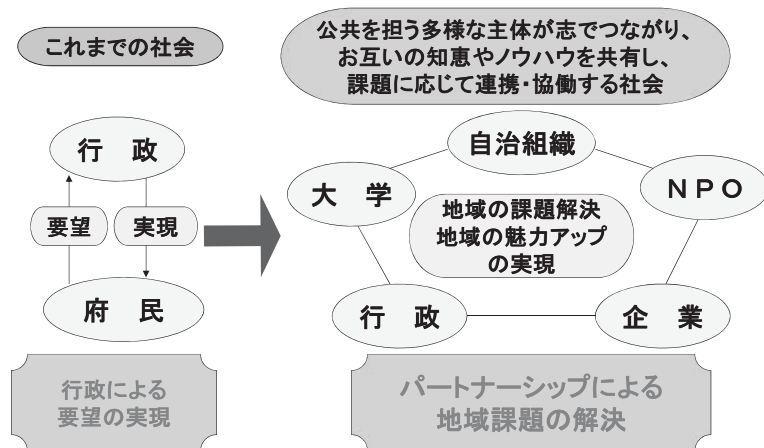 これまでの社会
公共を担う多様な主体が志でつながり、
お互いの知恵やノウハウを共有し、
課題に応じて連携・協働する社会
行　政
要望
実現
府　民
行政による
要望の実現
自治組織
大　学
ＮＰＯ
地域の課題解決
地域の魅力アップ
の実現
行　政
企　業
パートナーシップによる
地域課題の解決